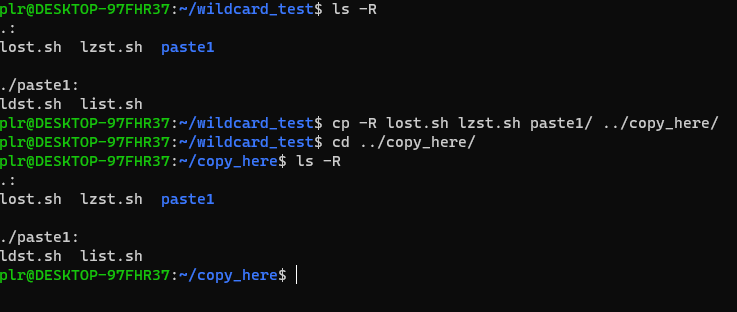 plr@DESKTOP-97FHR37:~/wildcard_test$ ls -R
.:
lost.sh  lzst.sh  paste1

./paste1:
ldst.sh  list.sh
plr@DESKTOP-97FHR37:~/wildcard_test$ cp -R lost.sh lzst.sh paste1/ ../copy_here/
plr@DESKTOP-97FHR37:~/wildcard_test$ cd ../copy_here/
plr@DESKTOP-97FHR37:~/copy_here$ ls -R
.:
lost.sh  lzst.sh  paste1

./paste1:
ldst.sh  list.sh
plr@DESKTOP-97FHR37:~/copy_here$